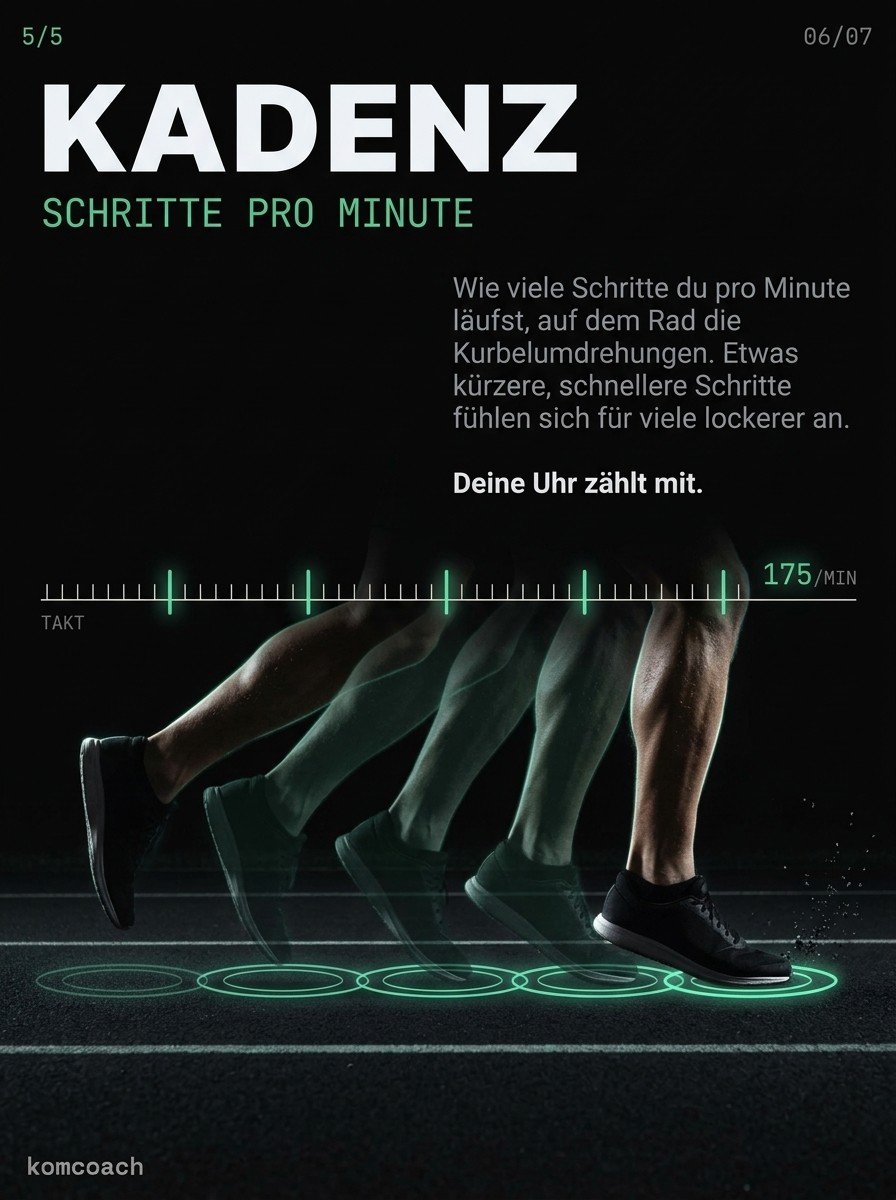 5/5
06/07
KADENZ
SCHRITTE PRO MINUTE
Wie viele Schritte du pro Minute
läufst, auf dem Rad die
Kurbelumdrehungen. Etwas
kürzere, schnellere Schritte
fühlen sich für viele lockerer an.
Deine Uhr zählt mit.
175/MIN
TAKT
komcoach